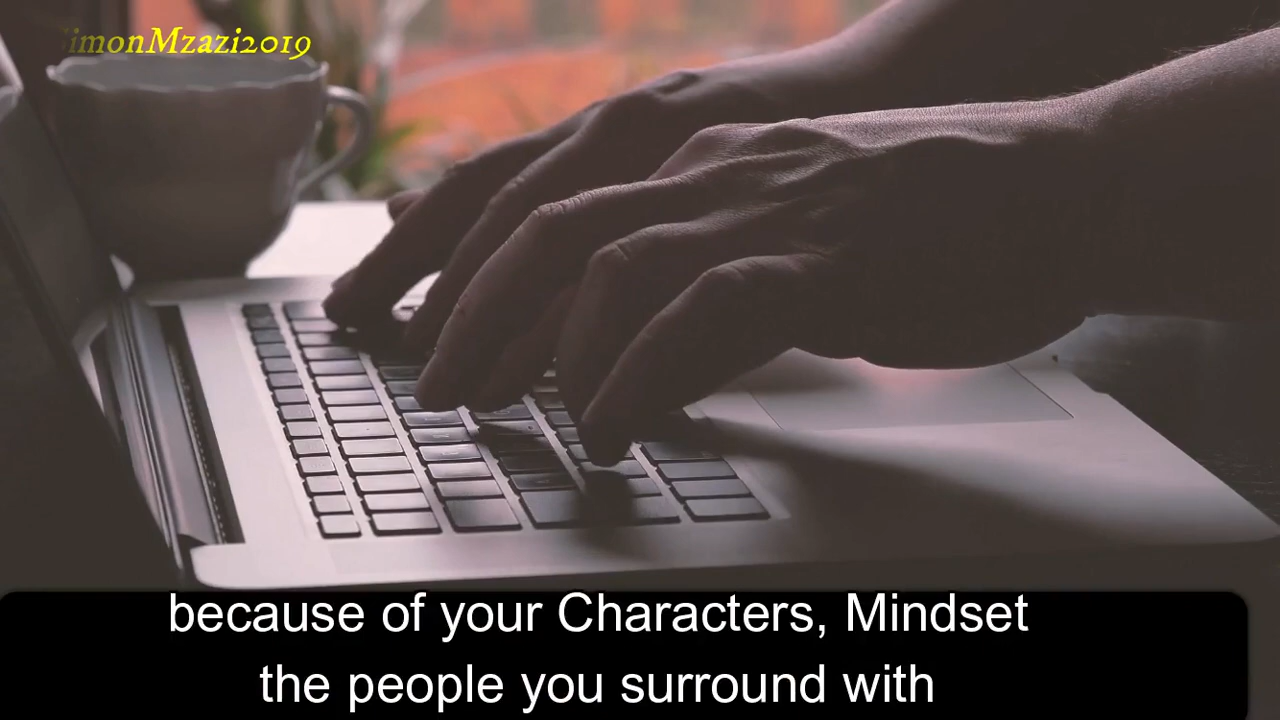 imonMzazi2019
because of your Characters, Mindset
the people you surround with